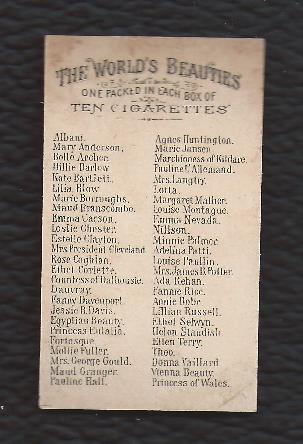 THE WORLD'S BEAUTIES
ONE PACKED IN EACH BOX OF
TEN CIGARETTES
Albani.
Mary Anderson,
Belle Archer.
Billie Barlow
Kate Bartlett.
Lilia Blow
Marie Burroughs.
Maud Branscombe.
Emma Carson,
Leslie Chester.
Estelle Clayton.
Mrs President Cleveland
Rose Coghlan.
Ethel Corlette.
Countess of Dalhousie.
Dauvray.
Fanny Davenport.
Jessie R. Davis.
Egyptian Beauty.
Princess Eulalia.
Fortesque
Mollie Fuller.
Mrs. George Gould.
Maud Granger.
Pauline Hall.
Agnes Huntington.
Marie Jansen
Marchioness of Kildare.
Pauline L'Allemand.
Mrs. Langtry.
Lotta.
Margaret Mather.
Louise Montague.
Emma Nevada.
Nillson.
Minnie Palmer
Adelina Patti.
Louise Paullin.
Mrs. James B. Potter.
Ada Rehan.
Fannie Rice.
Annie Robe
Lillian Russell.
Ethel Selwyn.
Helen Standish
Ellen Terry.
Theo.
Donna Vaillard
Vienna Beauty.
Princess of Wales.